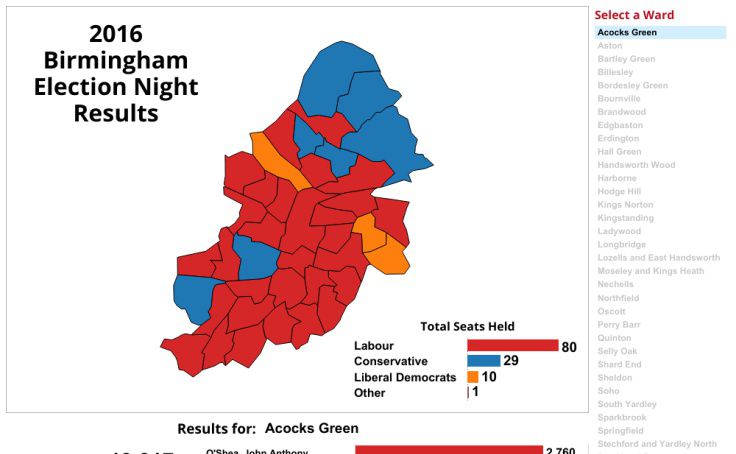 2016
Birmingham
Election Night
Results
Total Seats Held
Labour 80
Conservative 29
Liberal Democrats 10
Other 1
Results for: Acocks Green
O'Shea, John Anthony 2,760
Select a Ward
Acocks Green
Aston
Bartley Green
Billesley
Bordesley Green
Bournville
Brandwood
Edgbaston
Erdington
Hall Green
Handsworth Wood
Harborne
Hodge Hill
Kings Norton
Kingstanding
Ladywood
Longbridge
Lozells and East Handsworth
Moseley and Kings Heath
Nechells
Northfield
Oscott
Perry Barr
Quinton
Selly Oak
Shard End
Sheldon
Soho
South Yardley
Sparkbrook
Springfield
Stechford and Yardley North